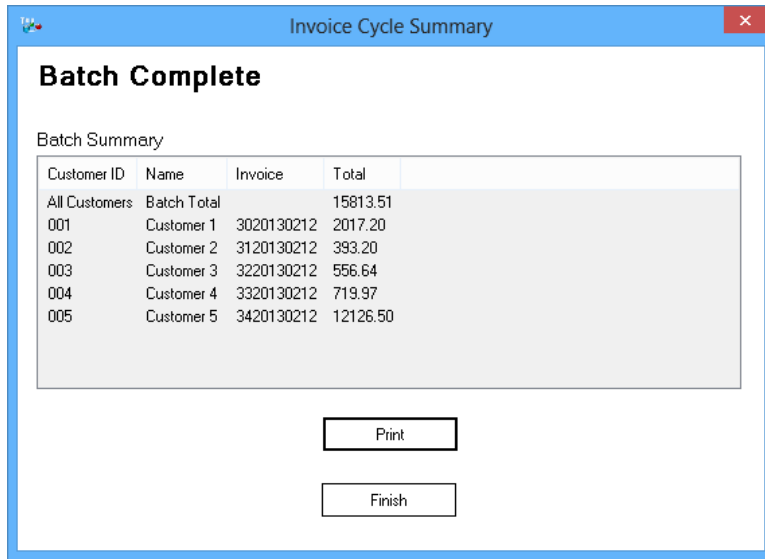 Invoice Cycle Summary
Batch Complete
Batch Summary
Customer ID Name Invoice Total
All Customers Batch Total 15813.51
001 Customer 1 3020130212 2017.20
002 Customer 2 3120130212 393.20
003 Customer 3 3220130212 556.64
004 Customer 4 3320130212 719.97
005 Customer 5 3420130212 12126.50
Print
Finish